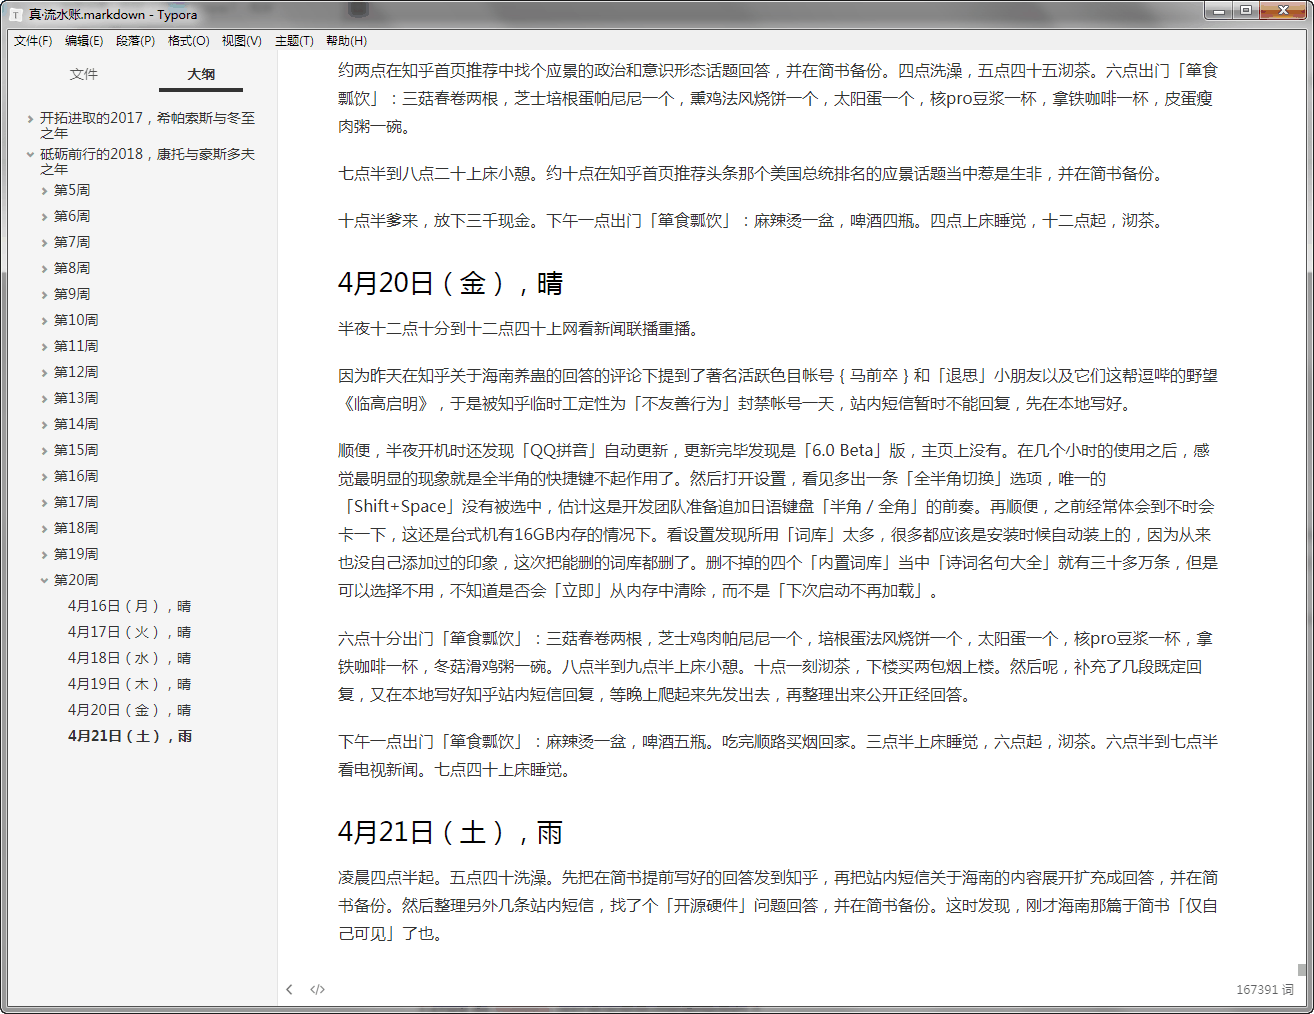 真·流水账.markdown - Typora
文件(F) 编辑(E) 段落(P) 格式(O) 视图(V) 主题(T) 帮助(H)
文件 大纲
开拓进取的2017，希帕索斯与冬至
之年
砥砺前行的2018，康托与豪斯多夫
之年
第5周
第6周
第7周
第8周
第9周
第10周
第11周
第12周
第13周
第14周
第15周
第16周
第17周
第18周
第19周
第20周
4月16日（月），晴
4月17日（火），晴
4月18日（水），晴
4月19日（木），晴
4月20日（金），晴
4月21日（土），雨
约两点在知乎首页推荐中找个应景的政治和意识形态话题回答，并在简书备份。四点洗澡，五点四十五沏茶。六点出门「箪食
瓢饮」：三菇春卷两根，芝士培根蛋帕尼尼一个，熏鸡法风烧饼一个，太阳蛋一个，核pro豆浆一杯，拿铁咖啡一杯，皮蛋瘦
肉粥一碗。
七点半到八点二十上床小憩。约十点在知乎首页推荐头条那个美国总统排名的应景话题当中惹是生非，并在简书备份。
十点半爹来，放下三千现金。下午一点出门「箪食瓢饮」：麻辣烫一盆，啤酒四瓶。四点上床睡觉，十二点起，沏茶。
4月20日（金），晴
半夜十二点十分到十二点四十上网看新闻联播重播。
因为昨天在知乎关于海南养蛊的回答的评论下提到了著名活跃色目帐号｛马前卒｝和「退思」小朋友以及它们这帮逗哔的野望
《临高启明》，于是被知乎临时工定性为「不友善行为」封禁帐号一天，站内短信暂时不能回复，先在本地写好。
顺便，半夜开机时还发现「QQ拼音」自动更新，更新完毕发现是「6.0 Beta」版，主页上没有。在几个小时的使用之后，感
觉最明显的现象就是全半角的快捷键不起作用了。然后打开设置，看见多出一条「全半角切换」选项，唯一的
「Shift+Space」没有被选中，估计这是开发团队准备追加日语键盘「半角 / 全角」的前奏。再顺便，之前经常体会到不时会
卡一下，这还是台式机有16GB内存的情况下。看设置发现所用「词库」太多，很多都应该是安装时候自动装上的，因为从来
也没自己添加过的印象，这次把能删的词库都删了。删不掉的四个「内置词库」当中「诗词名句大全」就有三十多万条，但是
可以选择不用，不知道是否会「立即」从内存中清除，而不是「下次启动不再加载」。
六点十分出门「箪食瓢饮」：三菇春卷两根，芝士鸡肉帕尼尼一个，培根蛋法风烧饼一个，太阳蛋一个，核pro豆浆一杯，拿
铁咖啡一杯，冬菇滑鸡粥一碗。八点半到九点半上床小憩。十点一刻沏茶，下楼买两包烟上楼。然后呢，补充了几段既定回
复，又在本地写好知乎站内短信回复，等晚上爬起来先发出去，再整理出来公开正经回答。
下午一点出门「箪食瓢饮」：麻辣烫一盆，啤酒五瓶。吃完顺路买烟回家。三点半上床睡觉，六点起，沏茶。六点半到七点半
看电视新闻。七点四十上床睡觉。
4月21日（土），雨
凌晨四点半起。五点四十洗澡。先把在简书提前写好的回答发到知乎，再把站内短信关于海南的内容展开扩充成回答，并在简
书备份。然后整理另外几条站内短信，找了个「开源硬件」问题回答，并在简书备份。这时发现，刚才海南那篇于简书「仅自
己可见」了也。
167391 词